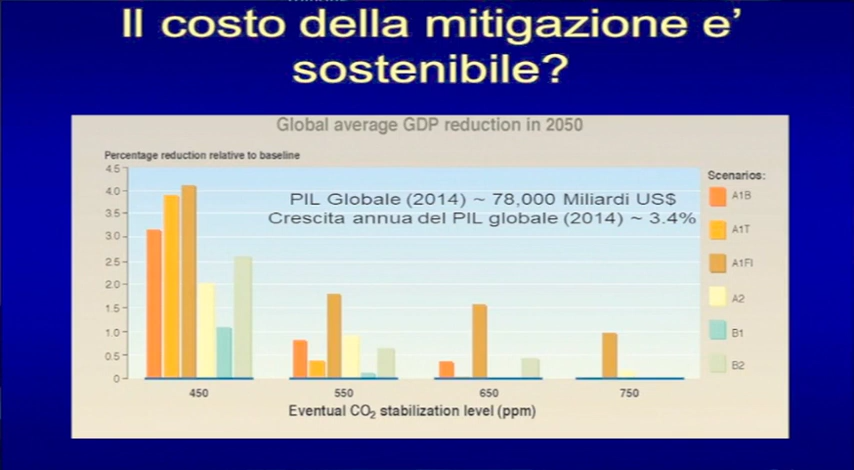 Il costo della mitigazione e'
sostenibile?
Global average GDP reduction in 2050
Percentage reduction relative to baseline
4.5
4.0
3.5
3.0
2.5
2.0
1.5
1.0
0.5
0
PIL Globale (2014) ~ 78,000 Miliardi US$
Crescita annua del PIL globale (2014) ~ 3.4%
Scenarios:
A1B
A1T
A1FI
A2
B1
B2
450 550 650 750
Eventual CO₂ stabilization level (ppm)